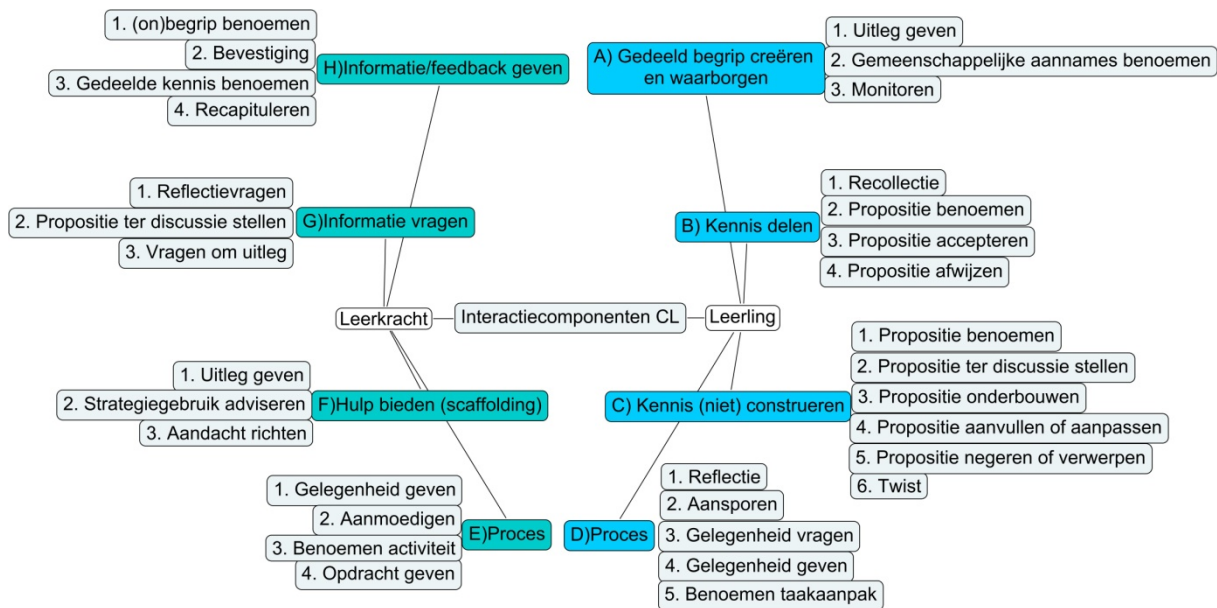 1. (on)begrip benoemen
2. Bevestiging
3. Gedeelde kennis benoemen
4. Recapituleren
H)Informatie/feedback geven
A) Gedeeld begrip creëren
en waarborgen
1. Uitleg geven
2. Gemeenschappelijke aannames benoemen
3. Monitoren
1. Reflectievragen
2. Propositie ter discussie stellen
3. Vragen om uitleg
G)Informatie vragen
B) Kennis delen
1. Recollectie
2. Propositie benoemen
3. Propositie accepteren
4. Propositie afwijzen
Leerkracht
Interactiecomponenten CL
Leerling
1. Uitleg geven
2. Strategiegebruik adviseren
3. Aandacht richten
F)Hulp bieden (scaffolding)
C) Kennis (niet) construeren
1. Propositie benoemen
2. Propositie ter discussie stellen
3. Propositie onderbouwen
4. Propositie aanvullen of aanpassen
5. Propositie negeren of verwerpen
6. Twist
1. Gelegenheid geven
2. Aanmoedigen
3. Benoemen activiteit
4. Opdracht geven
E)Proces
D)Proces
1. Reflectie
2. Aansporen
3. Gelegenheid vragen
4. Gelegenheid geven
5. Benoemen taakaanpak